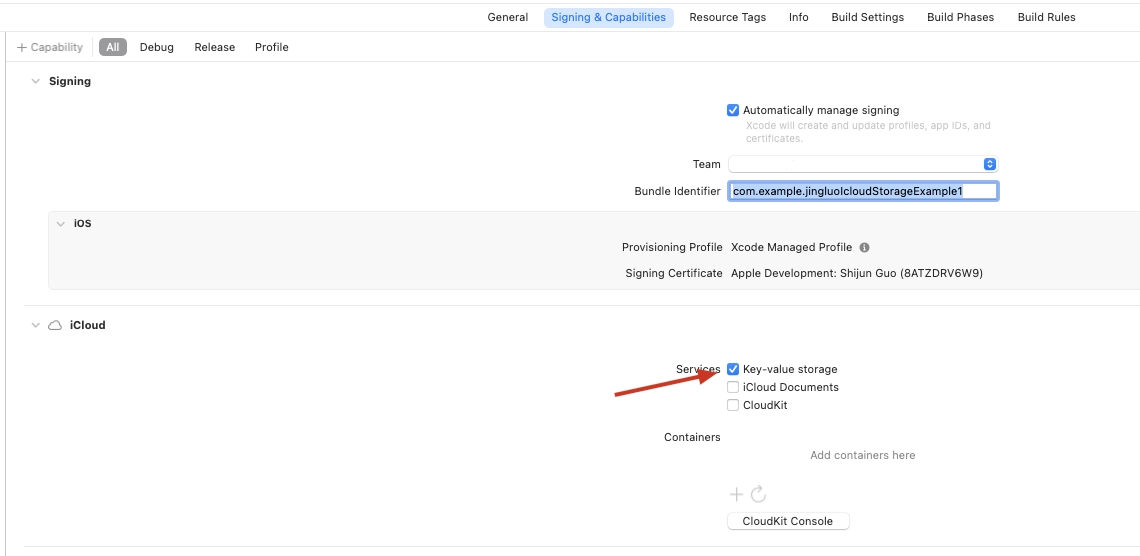 General Signing & Capabilities Resource Tags Info Build Settings Build Phases Build Rules
+ Capability All Debug Release Profile
Signing
Automatically manage signing
Xcode will create and update profiles, app IDs, and
certificates.
Team
Bundle Identifier com.example.jingluoIcloudStorageExample1
iOS
Provisioning Profile Xcode Managed Profile
Signing Certificate Apple Development: Shijun Guo (8ATZDRV6W9)
iCloud
Services Key-value storage
iCloud Documents
CloudKit
Containers
Add containers here
CloudKit Console